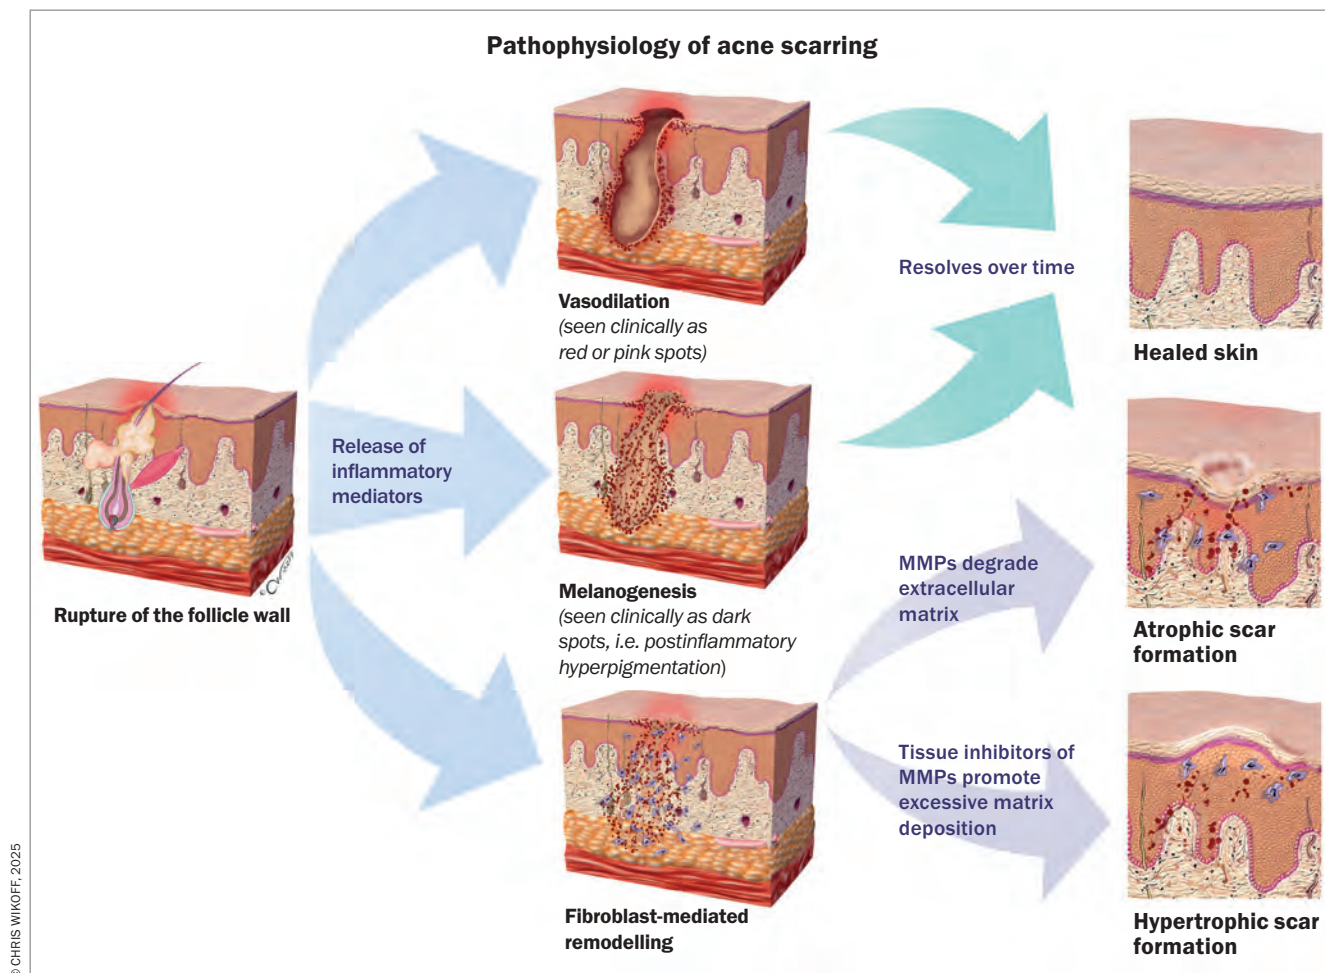 Pathophysiology of acne scarring
Vasodilation
(seen clinically as
red or pink spots)
Resolves over time
Healed skin
Release of
inflammatory
mediators
Rupture of the follicle wall
Melanogenesis
(seen clinically as dark
spots, i.e. postinflammatory
hyperpigmentation)
MMPs degrade
extracellular
matrix
Atrophic scar
formation
Fibroblast-mediated
remodelling
Tissue inhibitors of
MMPs promote
excessive matrix
deposition
Hypertrophic scar
formation
© CHRIS WIKOFF, 2025